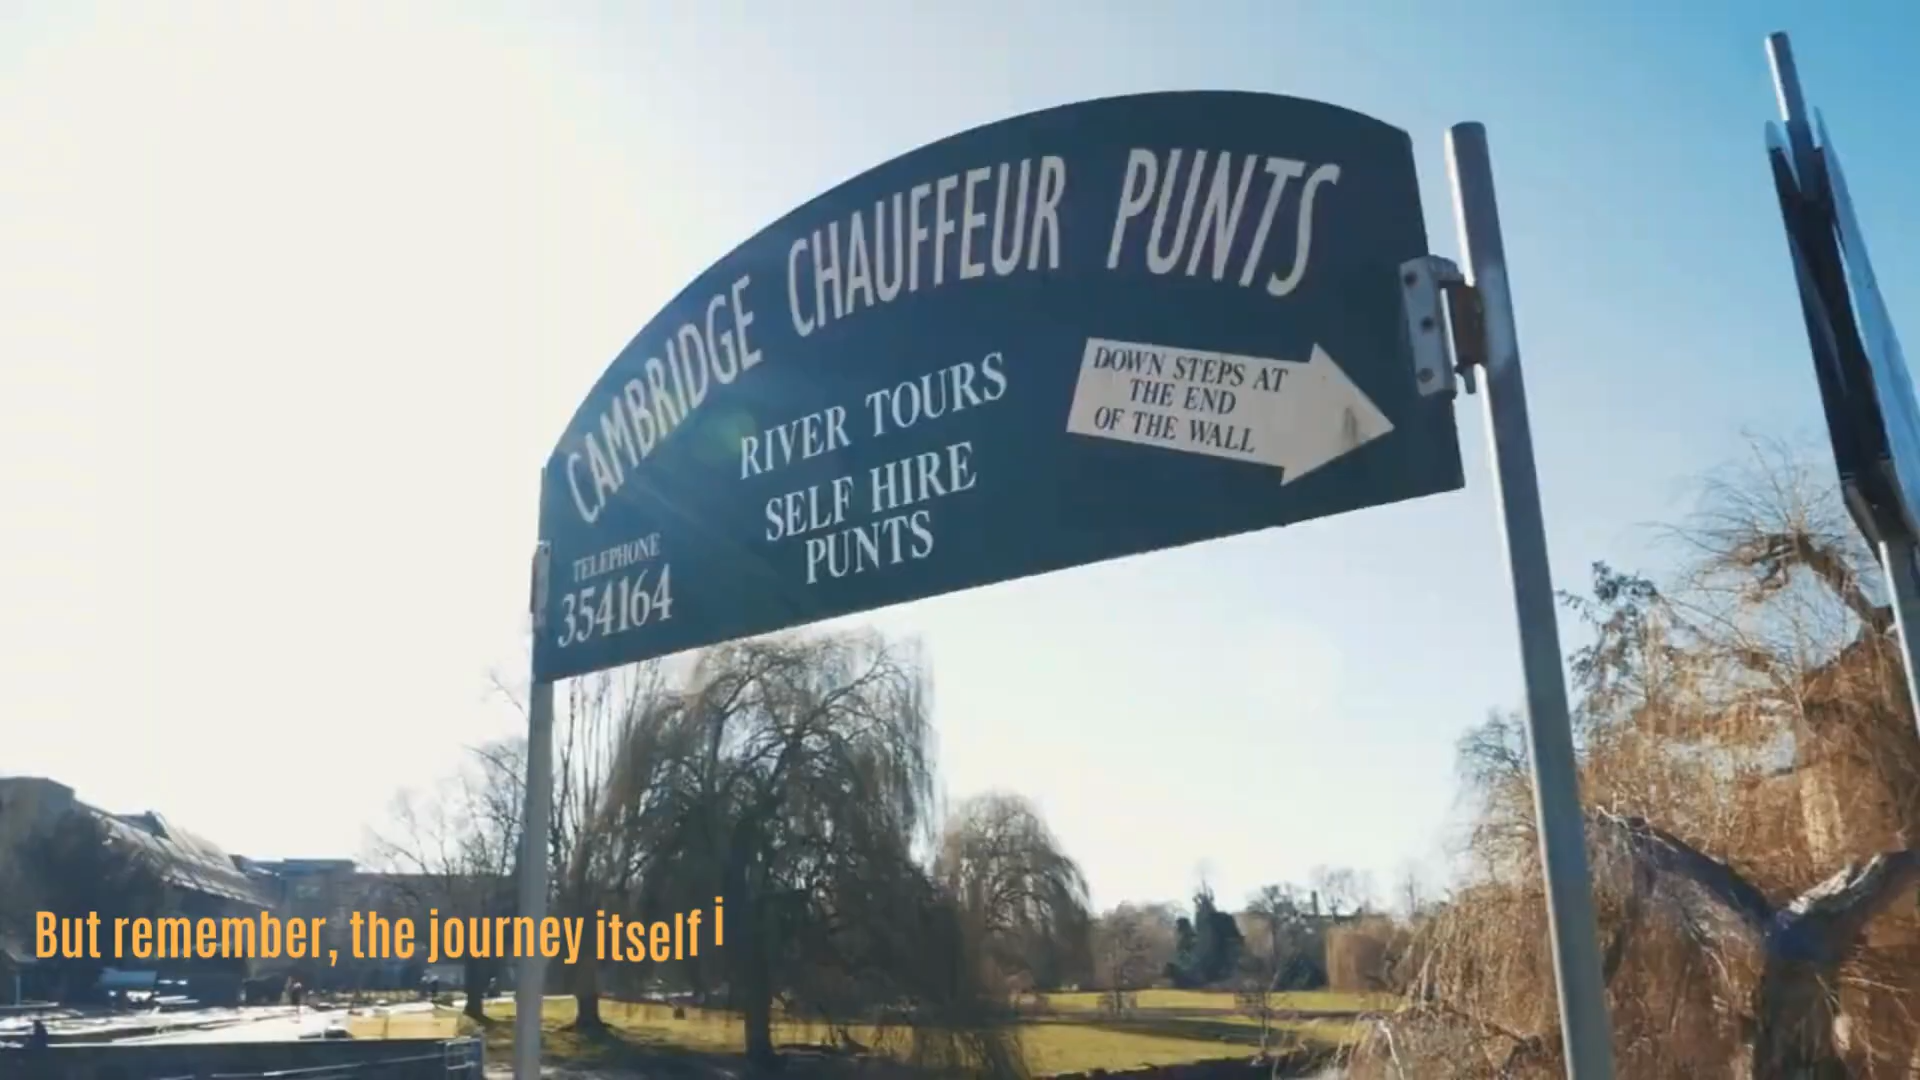 CAMBRIDGE CHAUFFEUR PUNTS
RIVER TOURS
SELF HIRE
PUNTS
DOWN STEPS AT
THE END
OF THE WALL
TELEPHONE
354164
But remember, the journey itself i